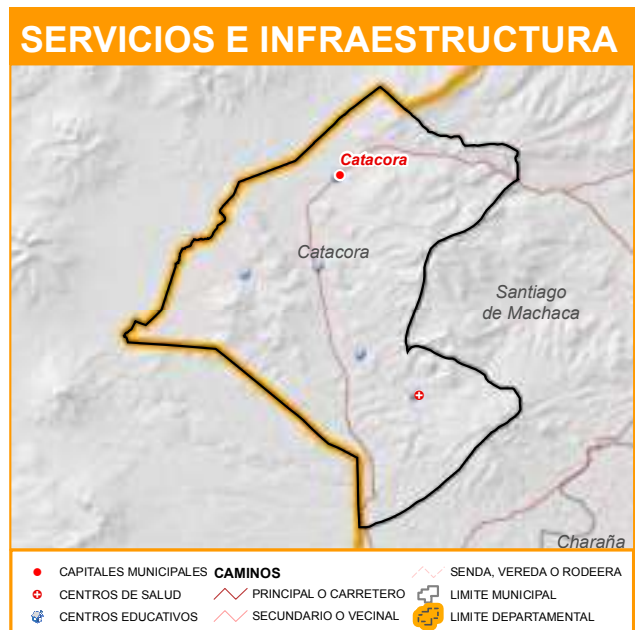 SERVICIOS E INFRAESTRUCTURA
Catacora
Catacora
Santiago
de Machaca
Charaña
CAPITALES MUNICIPALES
CENTROS DE SALUD
CENTROS EDUCATIVOS
CAMINOS
PRINCIPAL O CARRETERO
SECUNDARIO O VECINAL
SENDA, VEREDA O RODEERA
LIMITE MUNICIPAL
LIMITE DEPARTAMENTAL